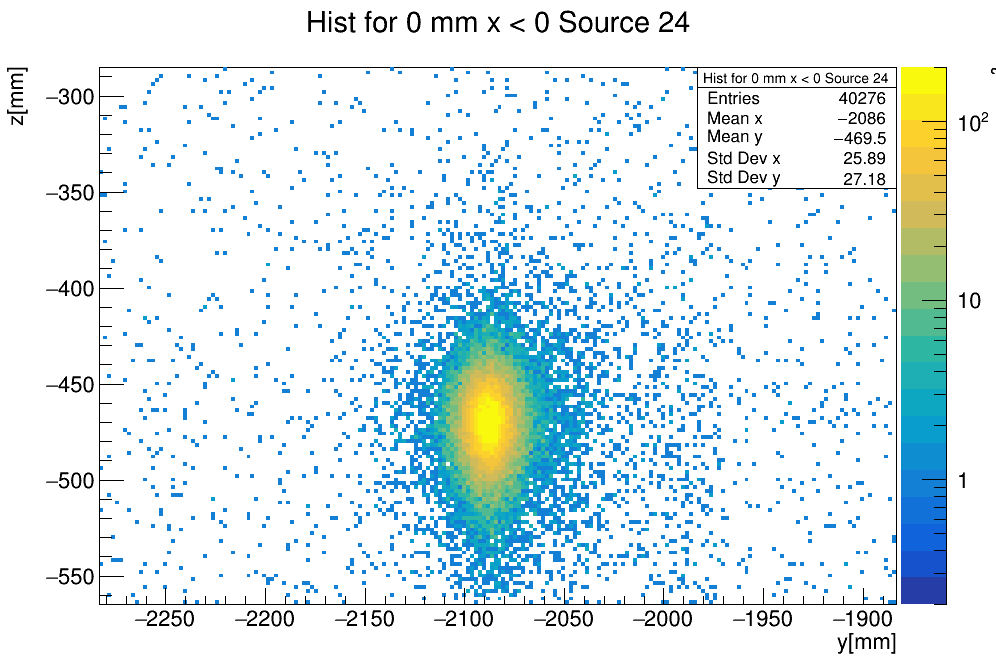 Hist for 0 mm x < 0 Source 24
z[mm]
Hist for 0 mm x < 0 Source 24
Entries 40276
Mean x −2086
Mean y −469.5
Std Dev x 25.89
Std Dev y 27.18
−300
−350
−400
−450
−500
−550
10²
10
1
−2250 −2200 −2150 −2100 −2050 −2000 −1950 −1900
y[mm]